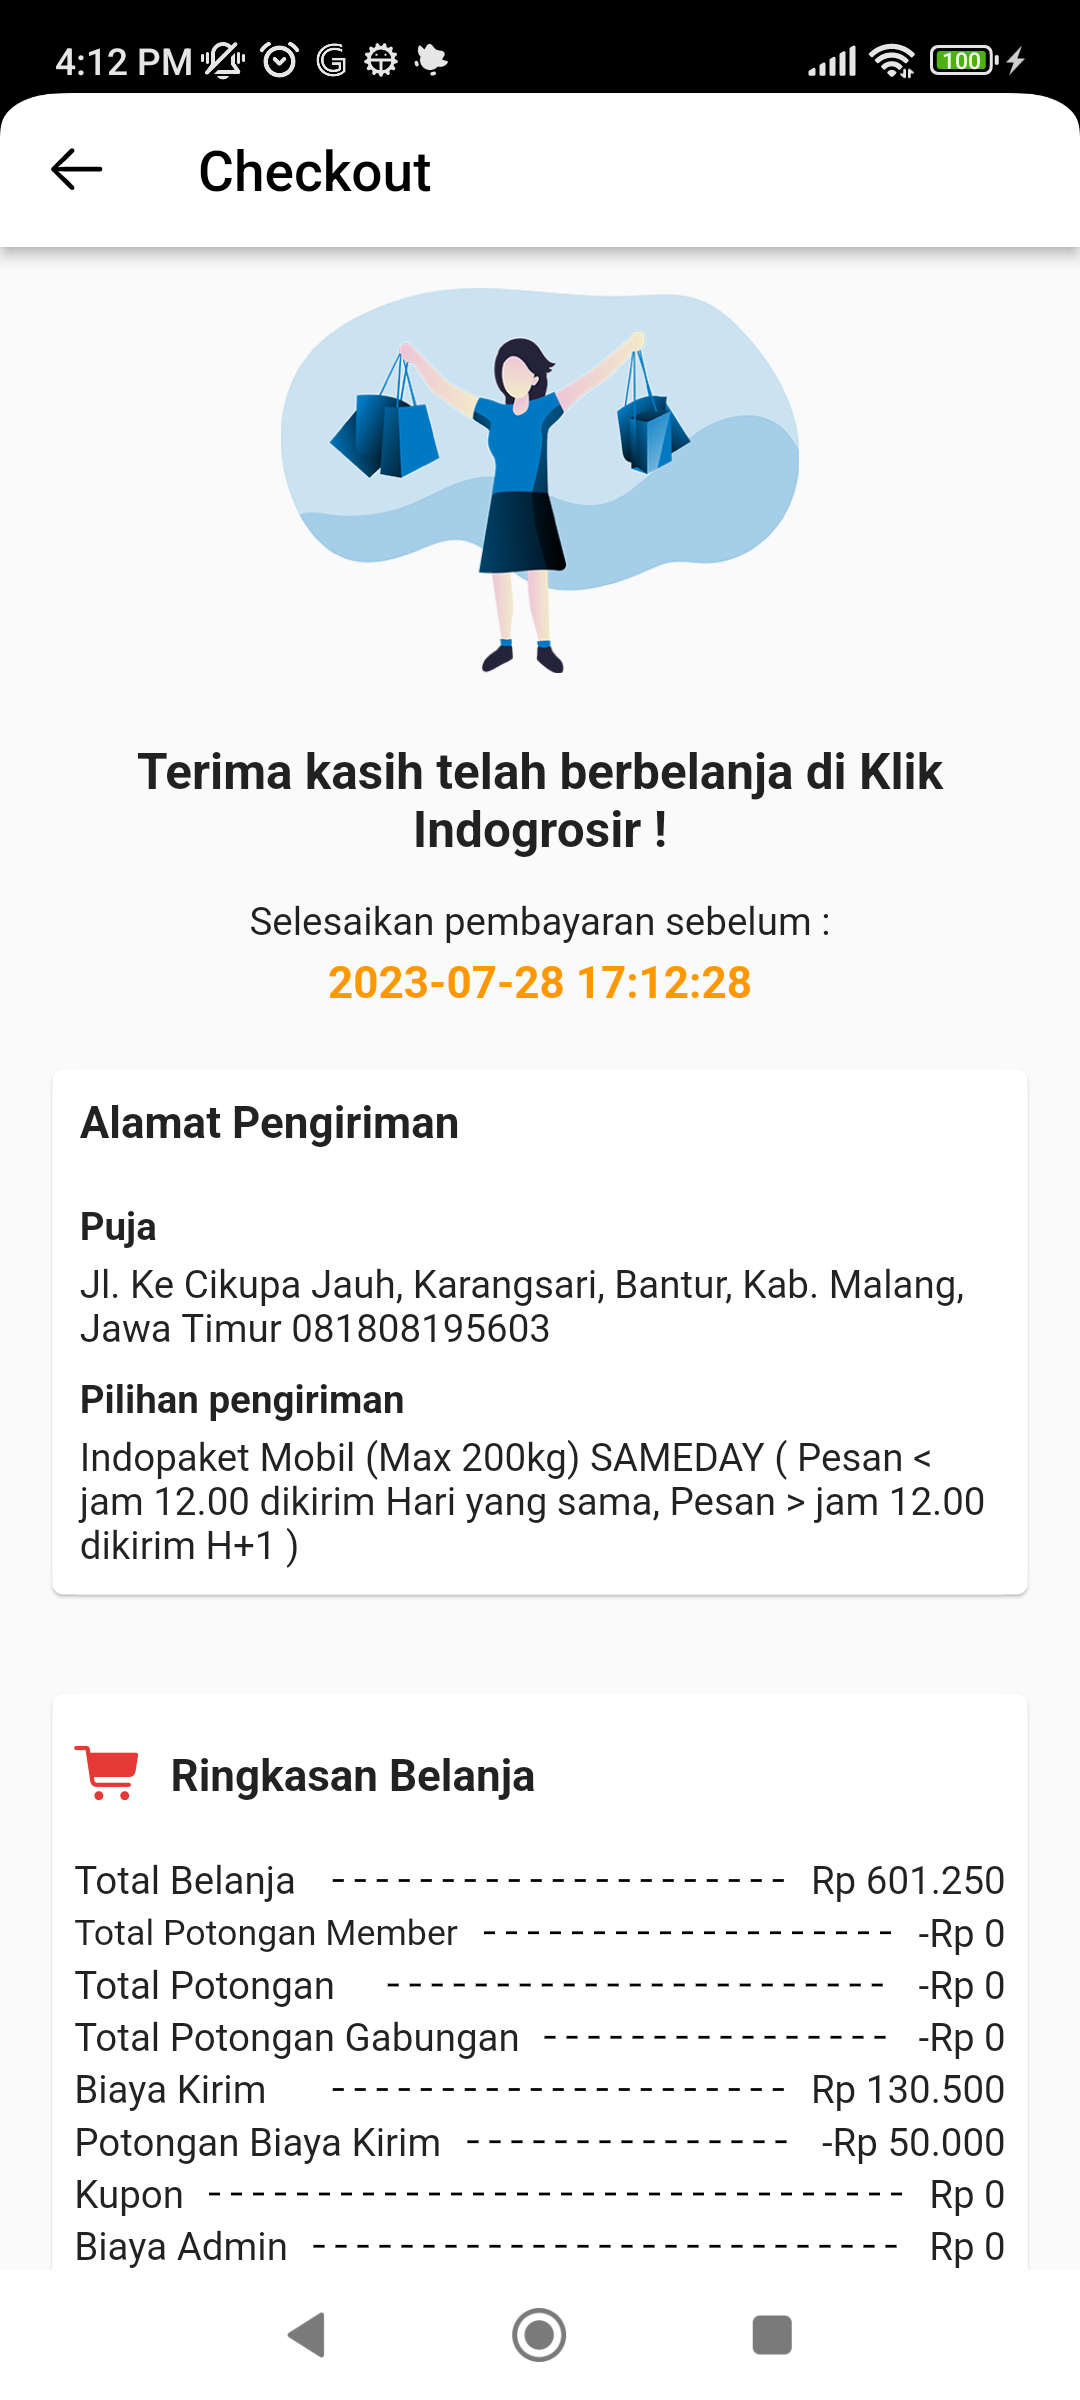 4:12 PM
100
Checkout
Terima kasih telah berbelanja di Klik
Indogrosir !
Selesaikan pembayaran sebelum :
2023-07-28 17:12:28
Alamat Pengiriman
Puja
Jl. Ke Cikupa Jauh, Karangsari, Bantur, Kab. Malang,
Jawa Timur 081808195603
Pilihan pengiriman
Indopaket Mobil (Max 200kg) SAMEDAY ( Pesan <
jam 12.00 dikirim Hari yang sama, Pesan > jam 12.00
dikirim H+1 )
Ringkasan Belanja
Total Belanja --------------------- Rp 601.250
Total Potongan Member ------------------- -Rp 0
Total Potongan ----------------------- -Rp 0
Total Potongan Gabungan ---------------- -Rp 0
Biaya Kirim --------------------- Rp 130.500
Potongan Biaya Kirim --------------- -Rp 50.000
Kupon -------------------------------- Rp 0
Biaya Admin --------------------------- Rp 0